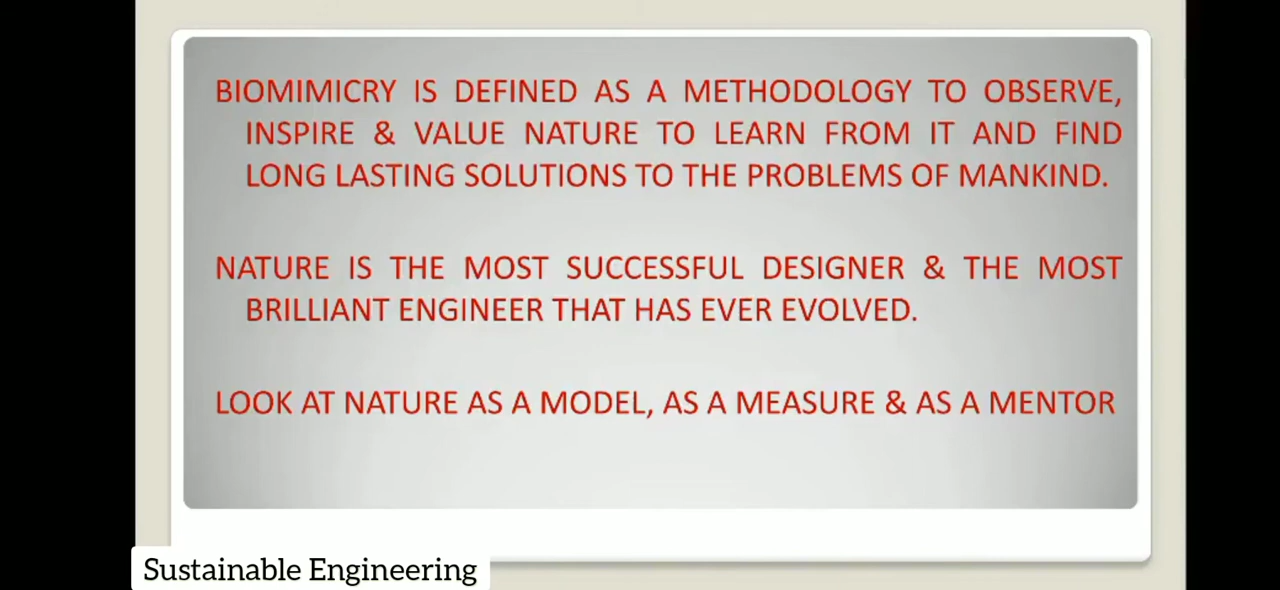 BIOMIMICRY IS DEFINED AS A METHODOLOGY TO OBSERVE,
INSPIRE & VALUE NATURE TO LEARN FROM IT AND FIND
LONG LASTING SOLUTIONS TO THE PROBLEMS OF MANKIND.
NATURE IS THE MOST SUCCESSFUL DESIGNER & THE MOST
BRILLIANT ENGINEER THAT HAS EVER EVOLVED.
LOOK AT NATURE AS A MODEL, AS A MEASURE & AS A MENTOR
Sustainable Engineering